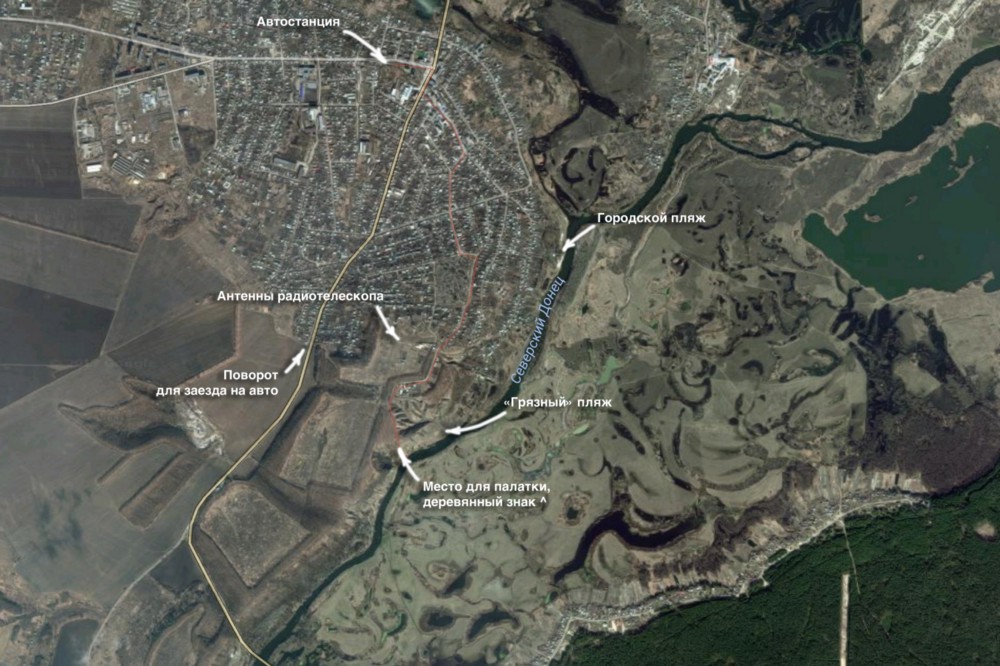 Автостанция
Городской пляж
Северский Донец
Антенны радиотелескопа
Поворот
для заезда на авто
«Грязный» пляж
Место для палатки,
деревянный знак ^